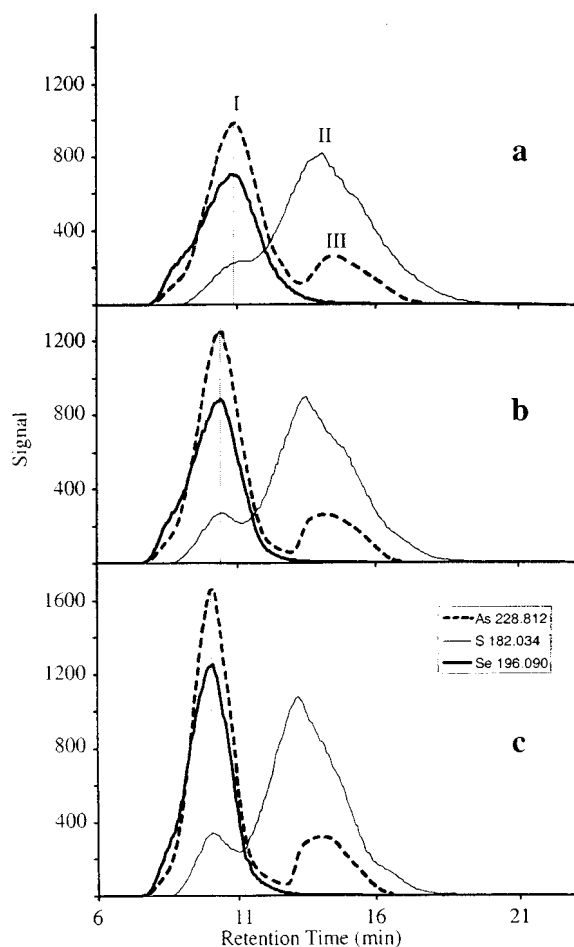 1200
800
400
I
II
III
a
1200
800
400
b
Signal
1600
1200
800
400
As 228.812
S 182.034
Se 196.090
c
6
11
16
21
Retention Time (min)